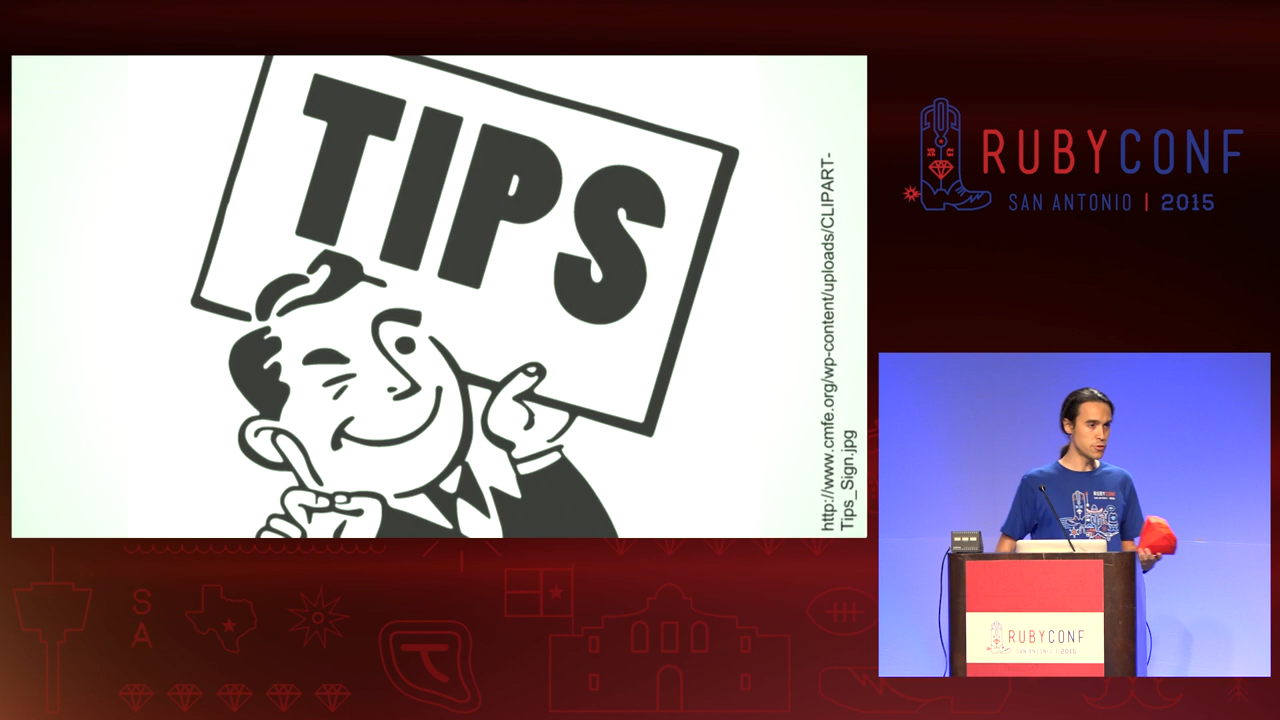 TIPS
http://www.cmfe.org/wp-content/uploads/CLIPART-
Tips_Sign.jpg
RUBYCONF
SAN ANTONIO | 2015
S
A
RUBYCONF
RUBYCONF
SAN ANTONIO | 2015